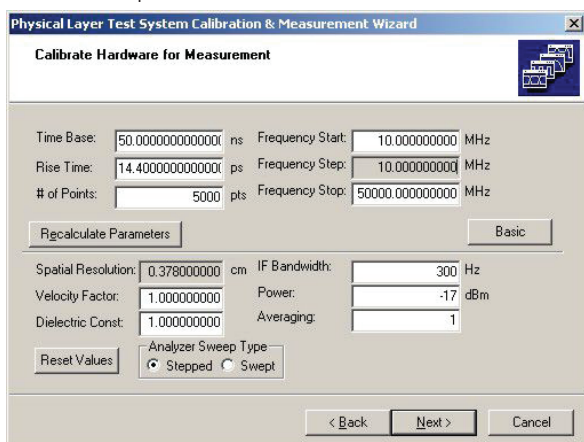 Physical Layer Test System Calibration & Measurement Wizard
Calibrate Hardware for Measurement
Time Base: 50.000000000000( ns Frequency Start: 10.000000000 MHz
Rise Time: 14.400000000000( ps Frequency Step: 10.000000000 MHz
# of Points: 5000 pts Frequency Stop: 50000.000000000 MHz
Recalculate Parameters Basic
Spatial Resolution: 0.378000000 cm IF Bandwidth: 300 Hz
Velocity Factor: 1.000000000 Power: -17 dBm
Dielectric Const: 1.000000000 Averaging: 1
Analyzer Sweep Type
Reset Values Stepped Swept
< Back Next > Cancel